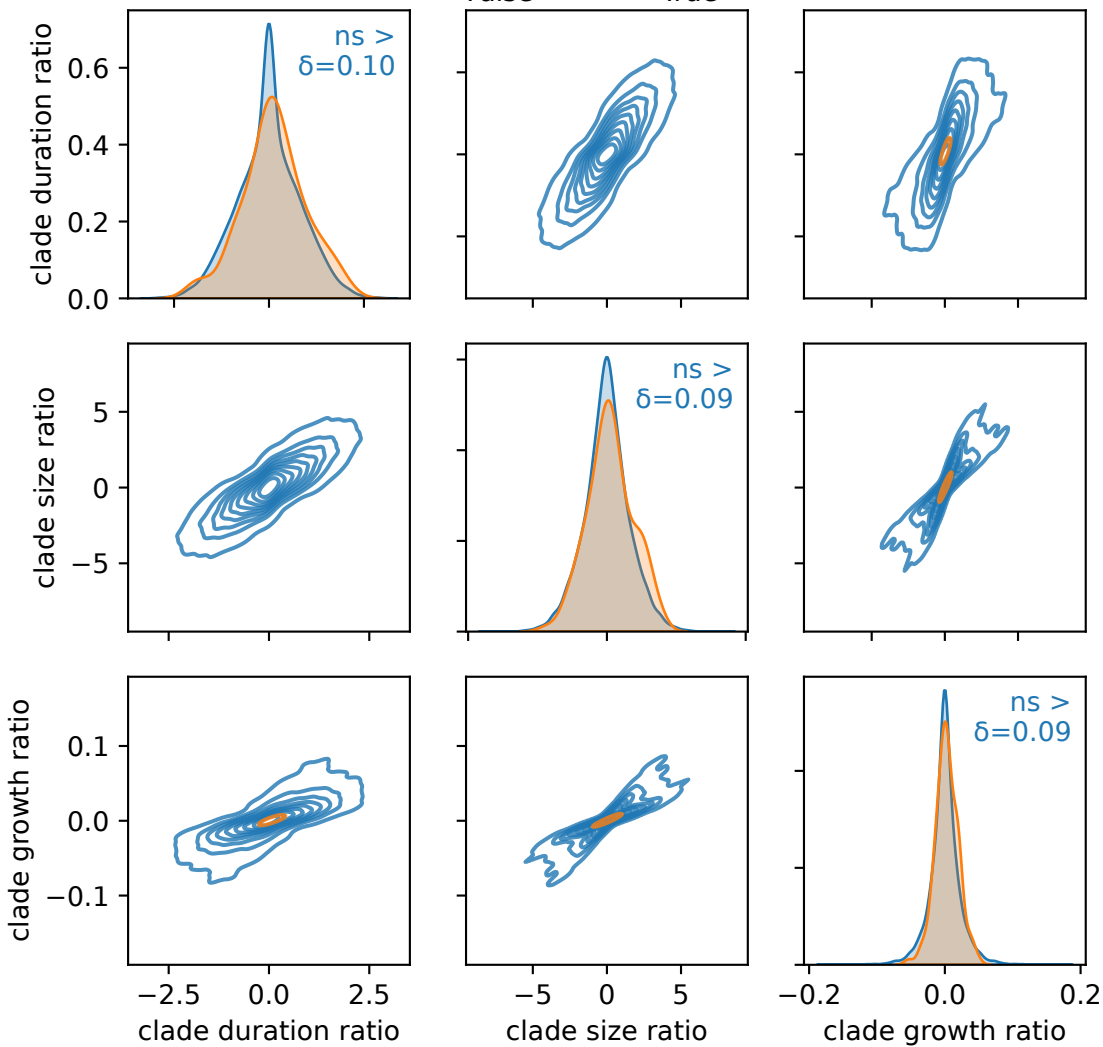 clade duration ratio
0.6
0.4
0.2
0.0
ns >
δ=0.10
clade size ratio
5
0
−5
ns >
δ=0.09
clade growth ratio
0.1
0.0
−0.1
ns >
δ=0.09
−2.5 0.0 2.5
−5 0 5
−0.2 0.0 0.2
clade duration ratio
clade size ratio
clade growth ratio